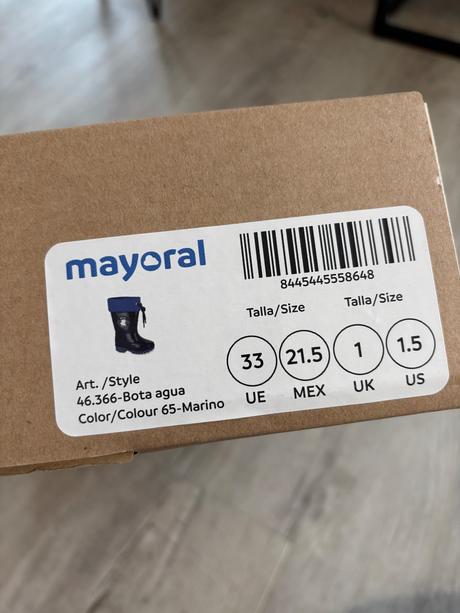 mayoral
8445445558648
Talla/Size Talla/Size
33 21.5 1 1.5
UE MEX UK US
Art. /Style
46.366-Bota agua
Color/Colour 65-Marino